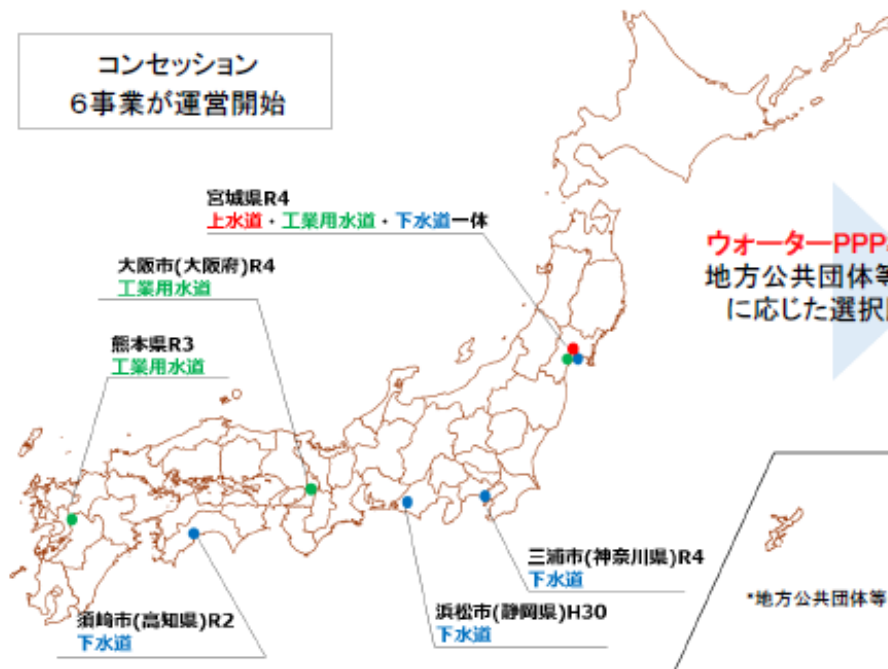 コンセッション
6事業が運営開始
宮城県R4
上水道・工業用水道・下水道一体
大阪市(大阪府)R4
工業用水道
熊本県R3
工業用水道
ウォーターPPP
地方公共団体等
に応じた選択
三浦市(神奈川県)R4
下水道
浜松市(静岡県)H30
下水道
須崎市(高知県)R2
下水道
*地方公共団体等